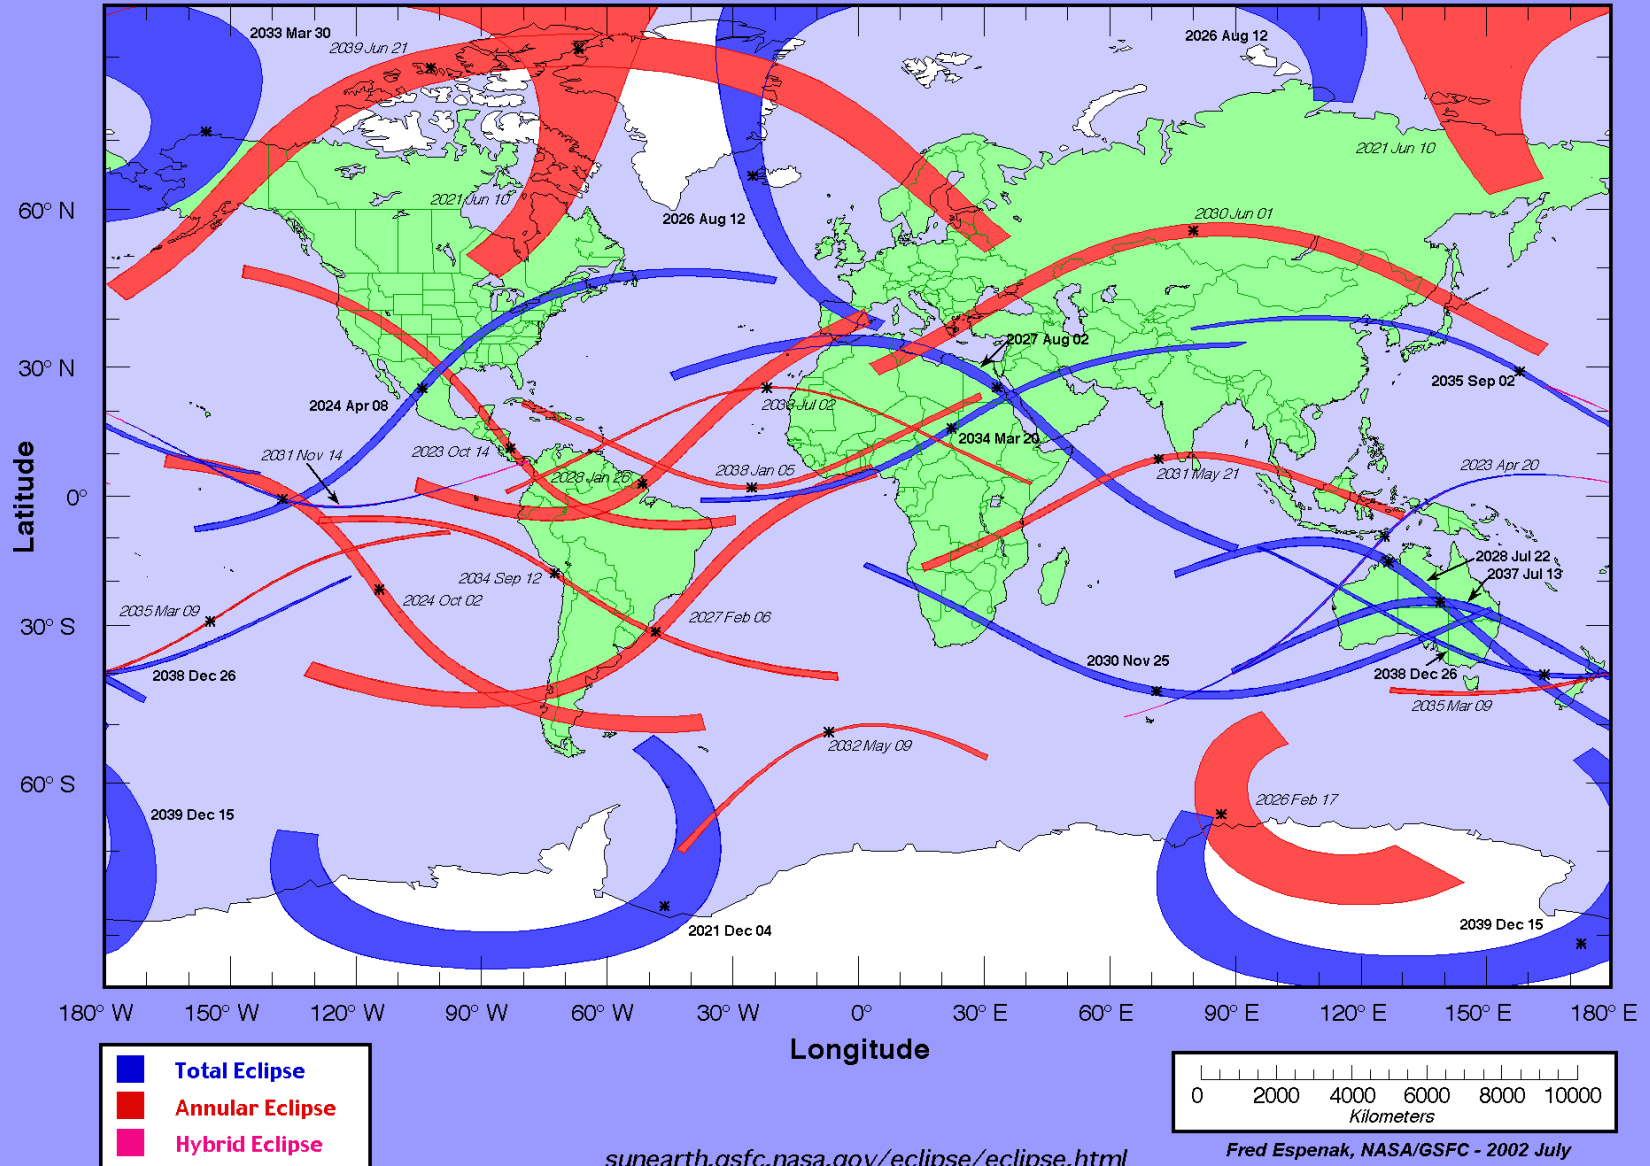 2033 Mar 30
2039 Jun 21
2026 Aug 12
2021 Jun 10
2021 Jun 10
60° N
2026 Aug 12
2030 Jun 01
2027 Aug 02
30° N
2035 Sep 02
2024 Apr 08
2038 Jul 02
2034 Mar 20
2031 Nov 14
2023 Oct 14
2028 Jan 26
2038 Jan 05
2031 May 21
2023 Apr 20
Latitude
0°
2028 Jul 22
2037 Jul 13
2034 Sep 12
2024 Oct 02
2035 Mar 09
2027 Feb 06
30° S
2038 Dec 26
2030 Nov 25
2038 Dec 26
2035 Mar 09
2032 May 09
60° S
2026 Feb 17
2039 Dec 15
2021 Dec 04
2039 Dec 15
180° W 150° W 120° W 90° W 60° W 30° W 0° 30° E 60° E 90° E 120° E 150° E 180° E
Longitude
Total Eclipse
Annular Eclipse
Hybrid Eclipse
0 2000 4000 6000 8000 10000
Kilometers
Fred Espenak, NASA/GSFC - 2002 July
sunearth.gsfc.nasa.gov/eclipse/eclipse.html